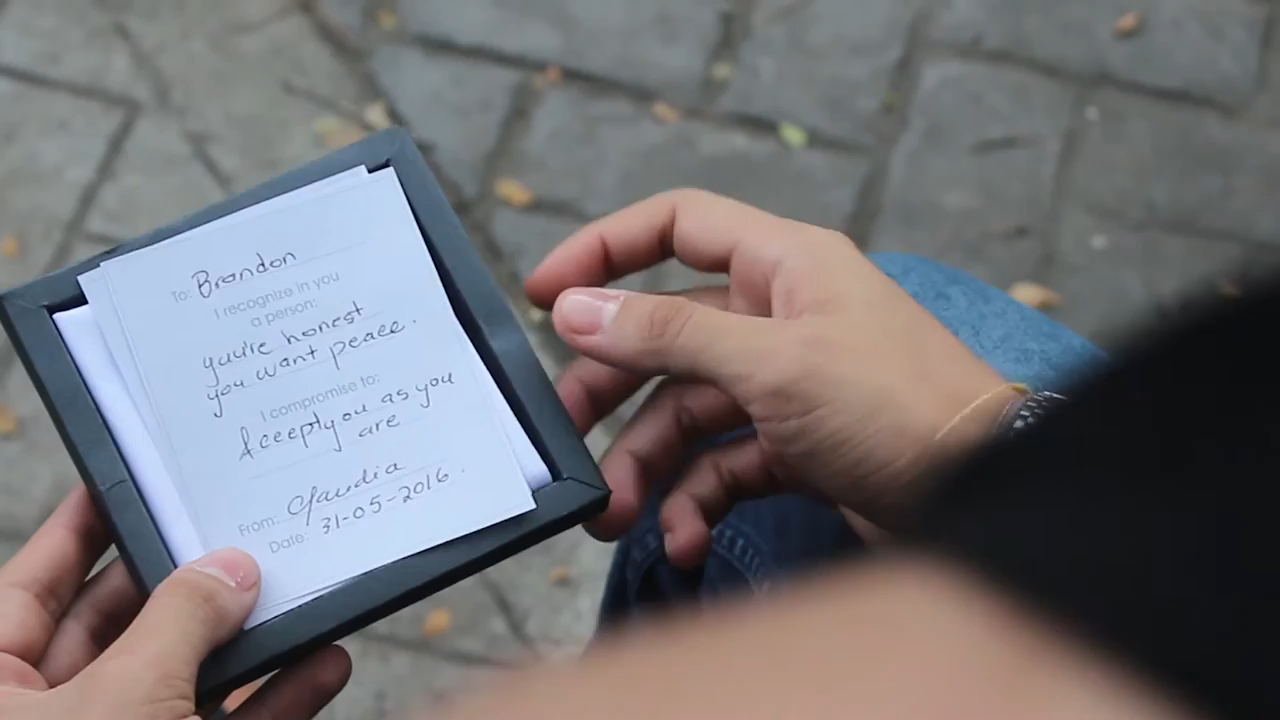 To: Brandon
I recognize in you
a person:
you're honest
you want peace.
I compromise to:
Accept you as you
are
From: Claudia
Date: 31-05-2016.